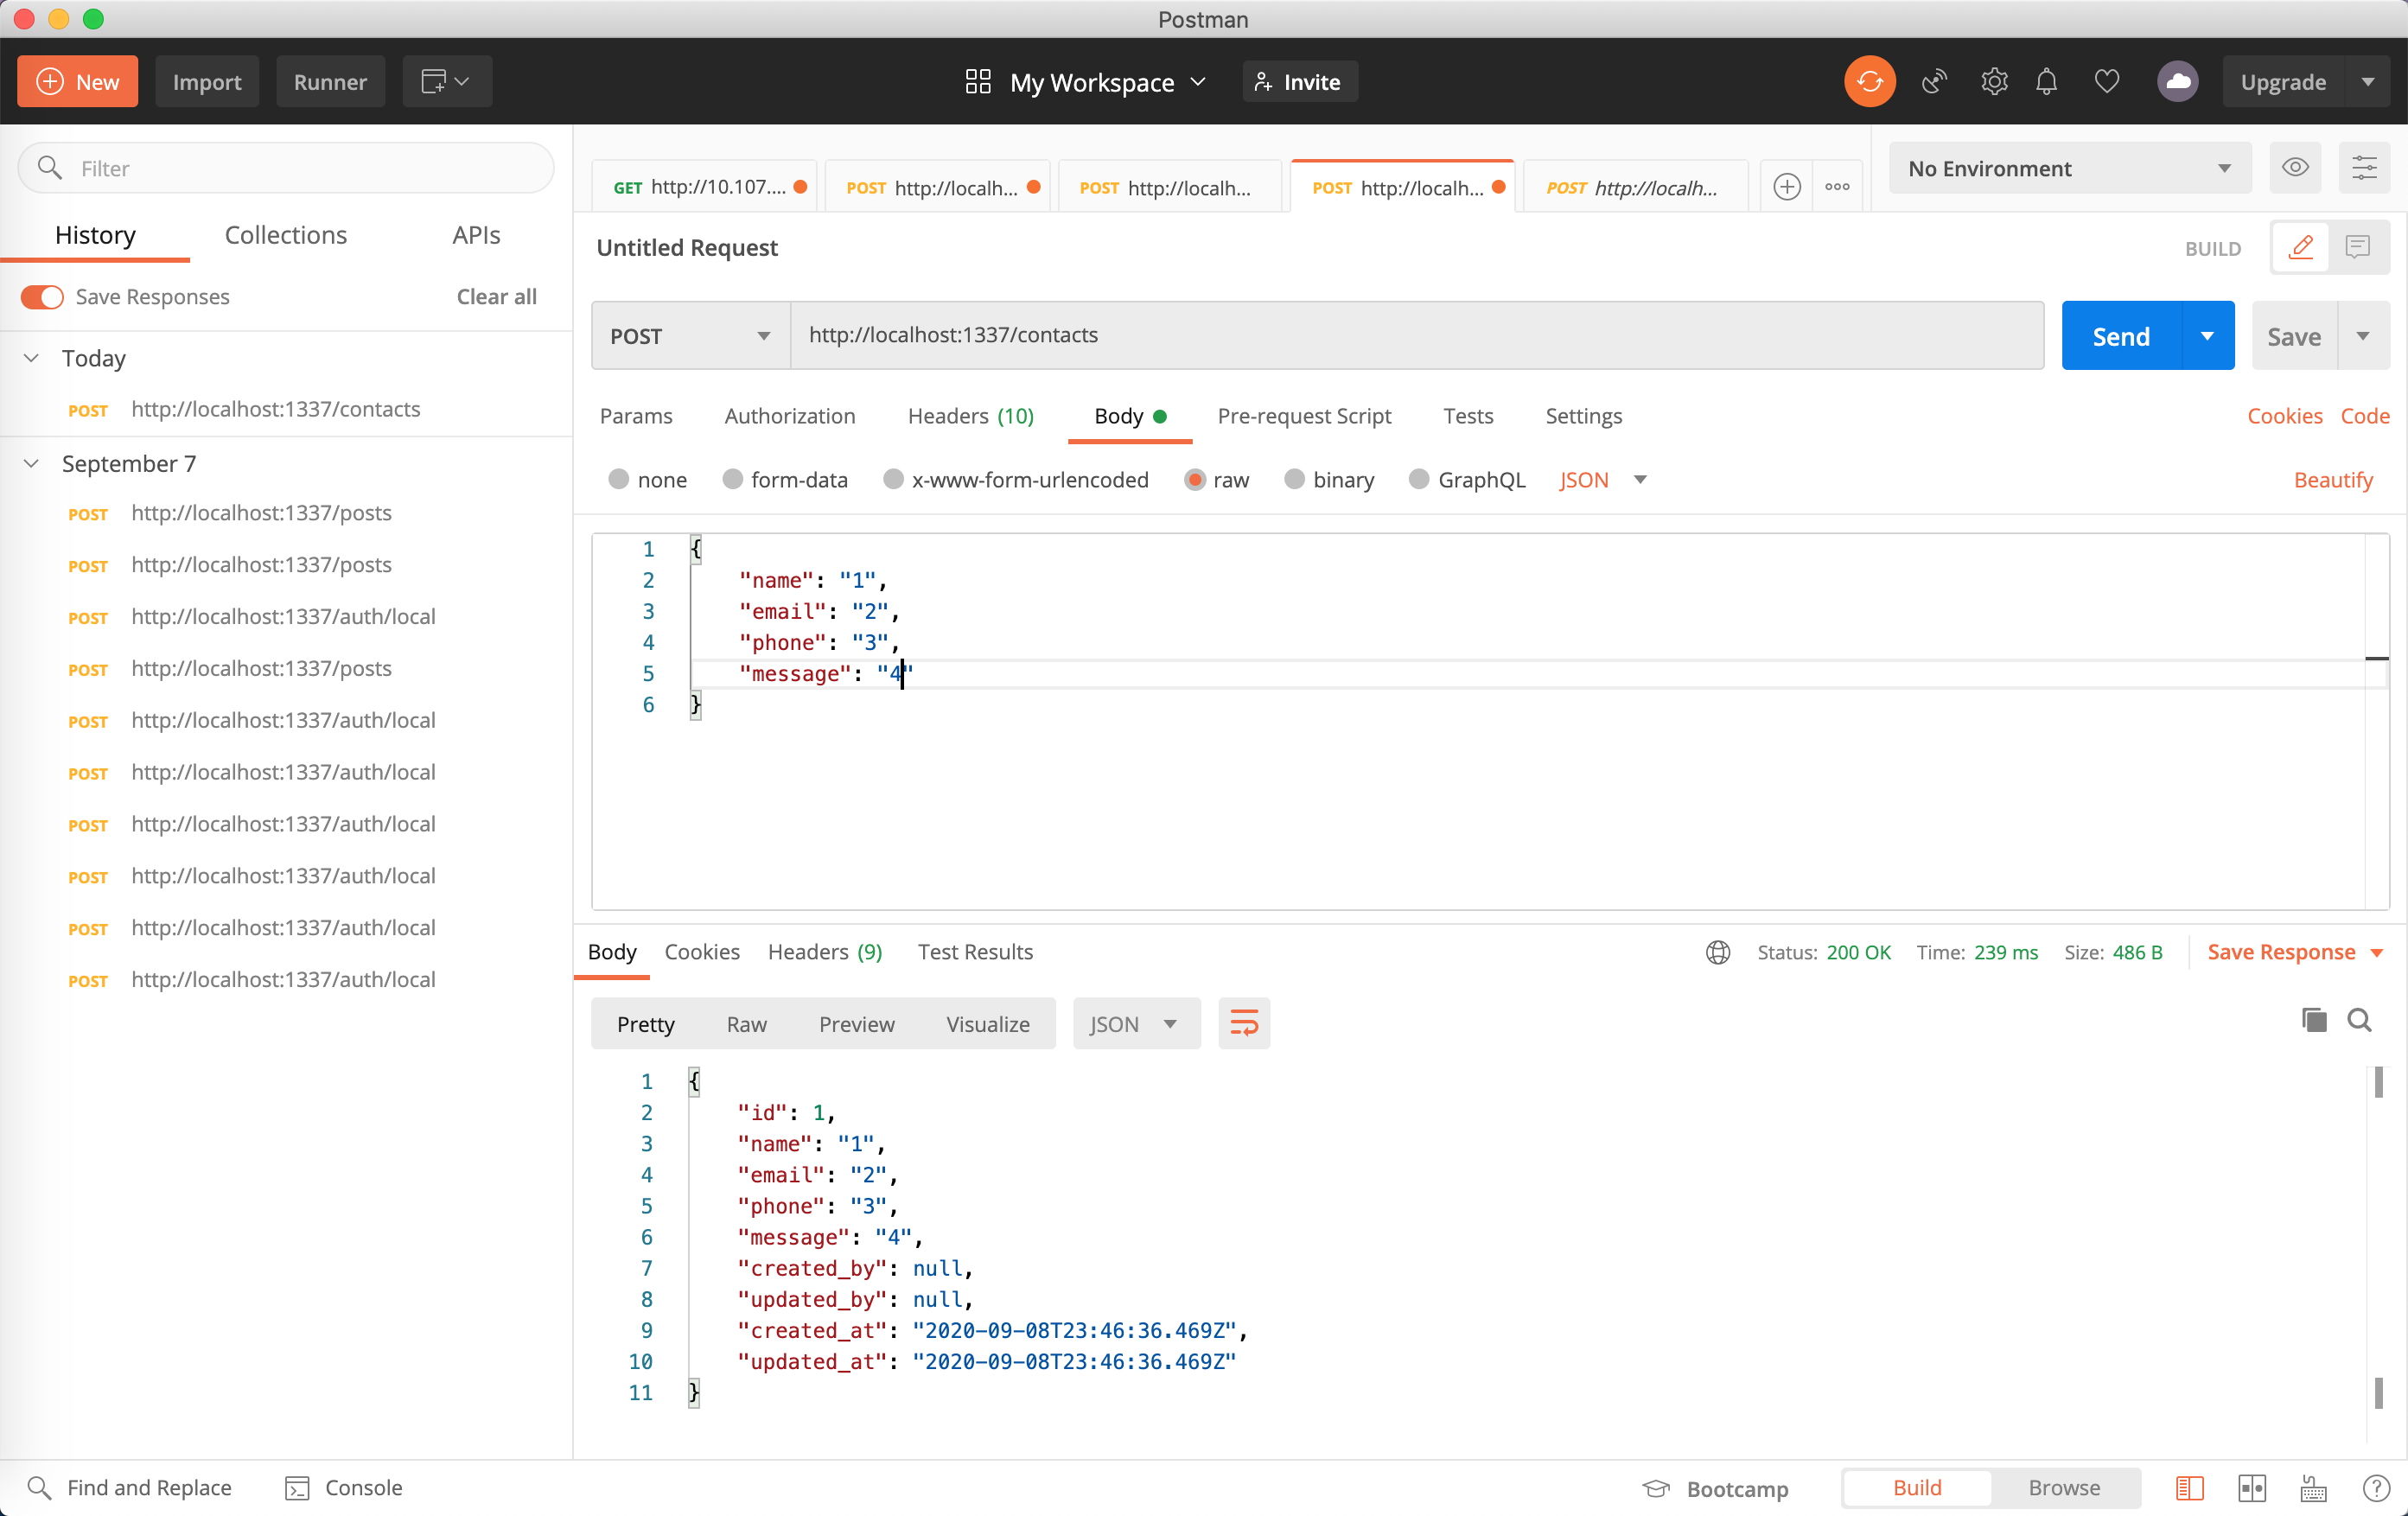 Postman
New Import Runner My Workspace Invite Upgrade
Filter
GET http://10.107.... POST http://localh... POST http://localh... POST http://localh... POST http://localh... No Environment
History Collections APIs
Untitled Request BUILD
Save Responses Clear all
POST http://localhost:1337/contacts Send Save
Today
POST http://localhost:1337/contacts
Params Authorization Headers (10) Body Pre-request Script Tests Settings Cookies Code
September 7
none form-data x-www-form-urlencoded raw binary GraphQL JSON Beautify
POST http://localhost:1337/posts
POST http://localhost:1337/posts
POST http://localhost:1337/auth/local
POST http://localhost:1337/posts
POST http://localhost:1337/auth/local
POST http://localhost:1337/auth/local
POST http://localhost:1337/auth/local
POST http://localhost:1337/auth/local
POST http://localhost:1337/auth/local
POST http://localhost:1337/auth/local
1 {
2 "name": "1",
3 "email": "2",
4 "phone": "3",
5 "message": "4"
6 }
Body Cookies Headers (9) Test Results Status: 200 OK Time: 239 ms Size: 486 B Save Response
Pretty Raw Preview Visualize JSON
1 {
2 "id": 1,
3 "name": "1",
4 "email": "2",
5 "phone": "3",
6 "message": "4",
7 "created_by": null,
8 "updated_by": null,
9 "created_at": "2020-09-08T23:46:36.469Z",
10 "updated_at": "2020-09-08T23:46:36.469Z"
11 }
Find and Replace Console Bootcamp Build Browse